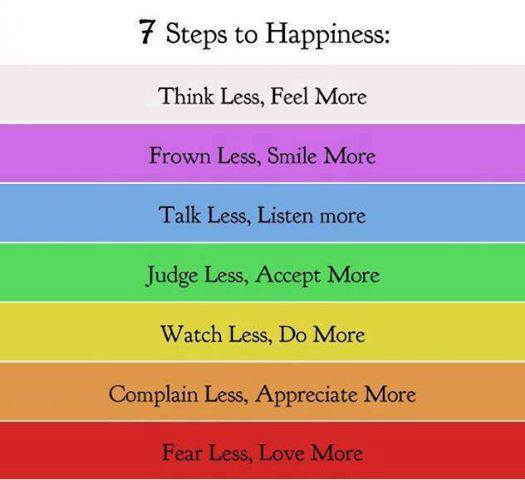 7 Steps to Happiness:
Think Less, Feel More
Frown Less, Smile More
Talk Less, Listen more
Judge Less, Accept More
Watch Less, Do More
Complain Less, Appreciate More
Fear Less, Love More